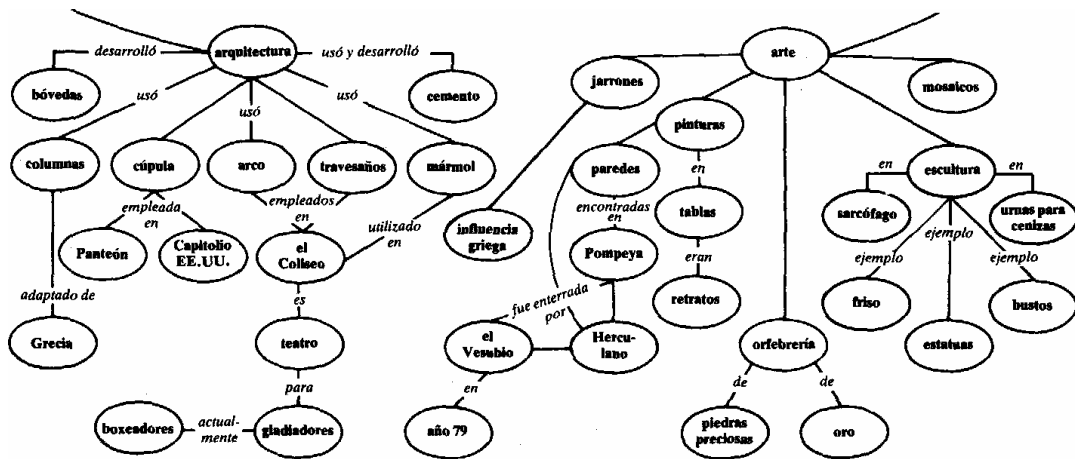 desarrolló
arquitectura
usó y desarrolló
bóvedas
cemento
usó
usó
usó
columnas
cúpula
arco
travesaños
mármol
empleada
en
empleados
en
utilizado
en
Panteón
Capitolio
EE.UU.
el
Coliseo
adaptado de
es
Grecia
teatro
para
boxeadores
actual-
mente
gladiadores
arte
jarrones
mosaicos
pinturas
paredes
en
escultura
en
en
encontradas
en
tablas
sarcófago
urnas para
cenizas
influencia
griega
Pompeya
eran
ejemplo
ejemplo
ejemplo
fue enterrada
por
retratos
friso
bustos
el
Vesubio
Hercu-
lano
orfebrería
estatuas
en
de
de
año 79
piedras
preciosas
oro